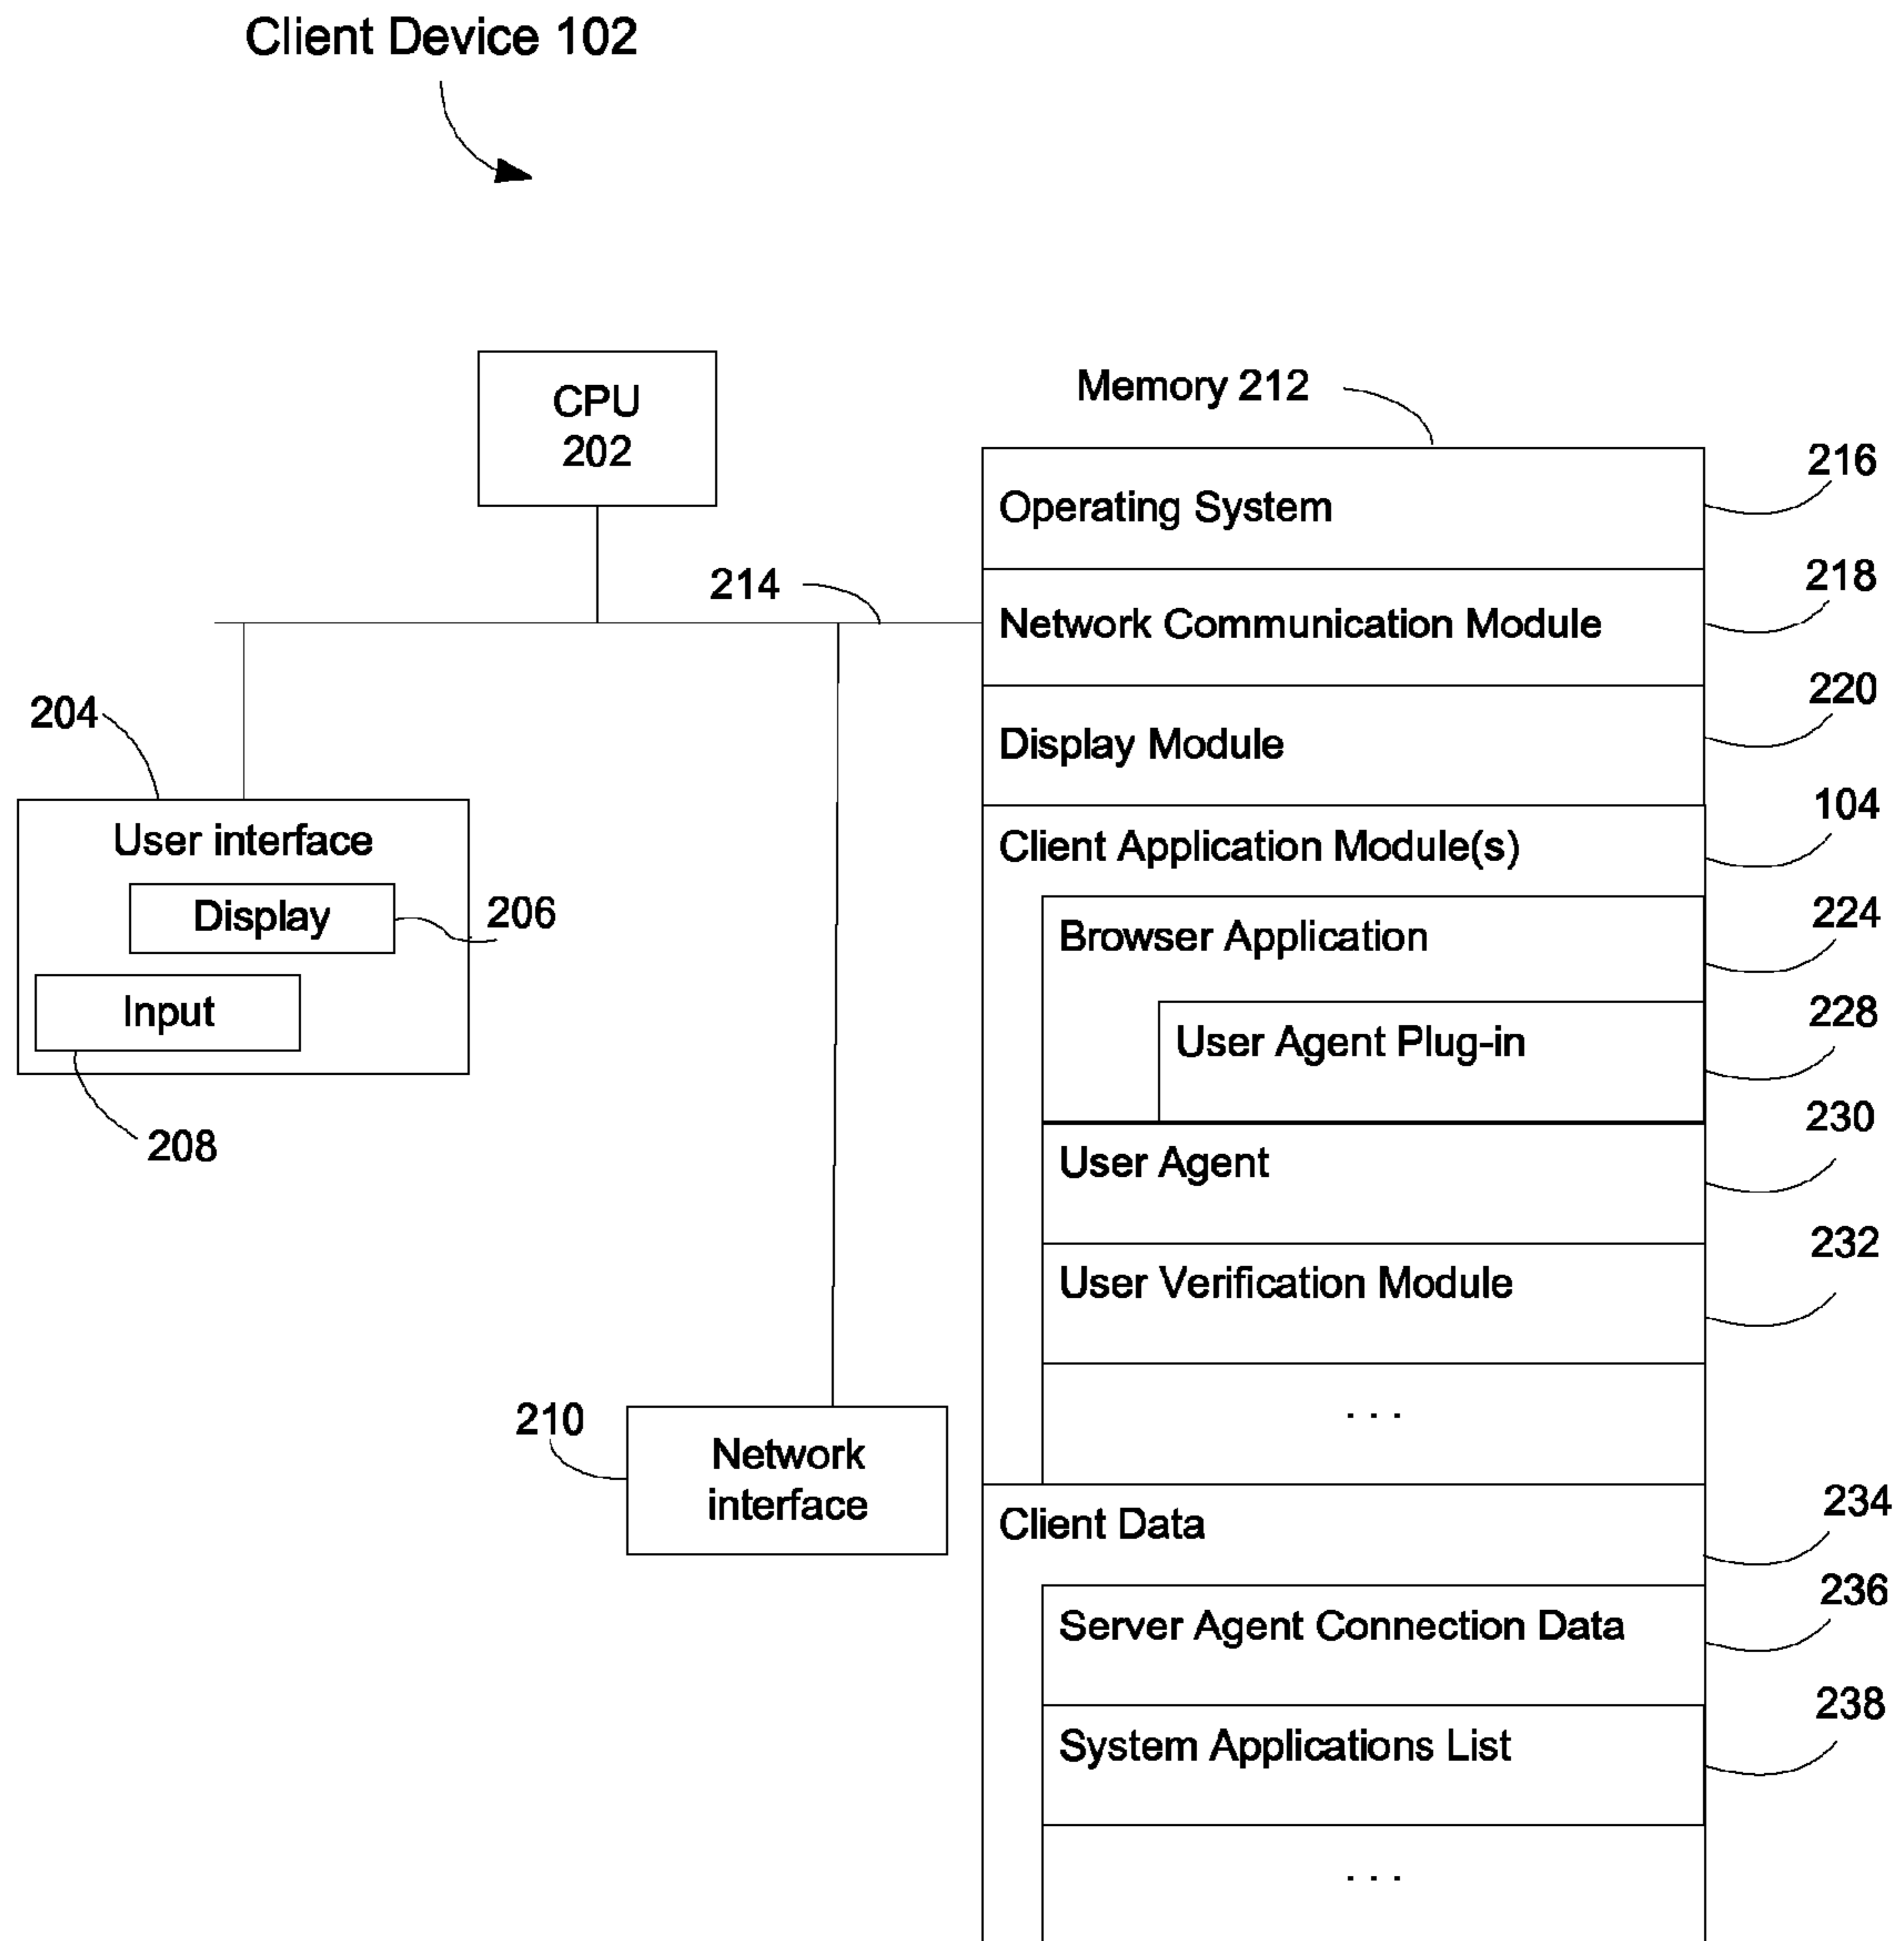 Client Device 102
CPU
202
Memory 212
216
Operating System
214
218
Network Communication Module
204
220
Display Module
User interface
104
Client Application Module(s)
Display
206
224
Browser Application
Input
228
User Agent Plug-in
208
230
User Agent
232
User Verification Module
. . .
210
Network
interface
234
Client Data
236
Server Agent Connection Data
238
System Applications List
. . .